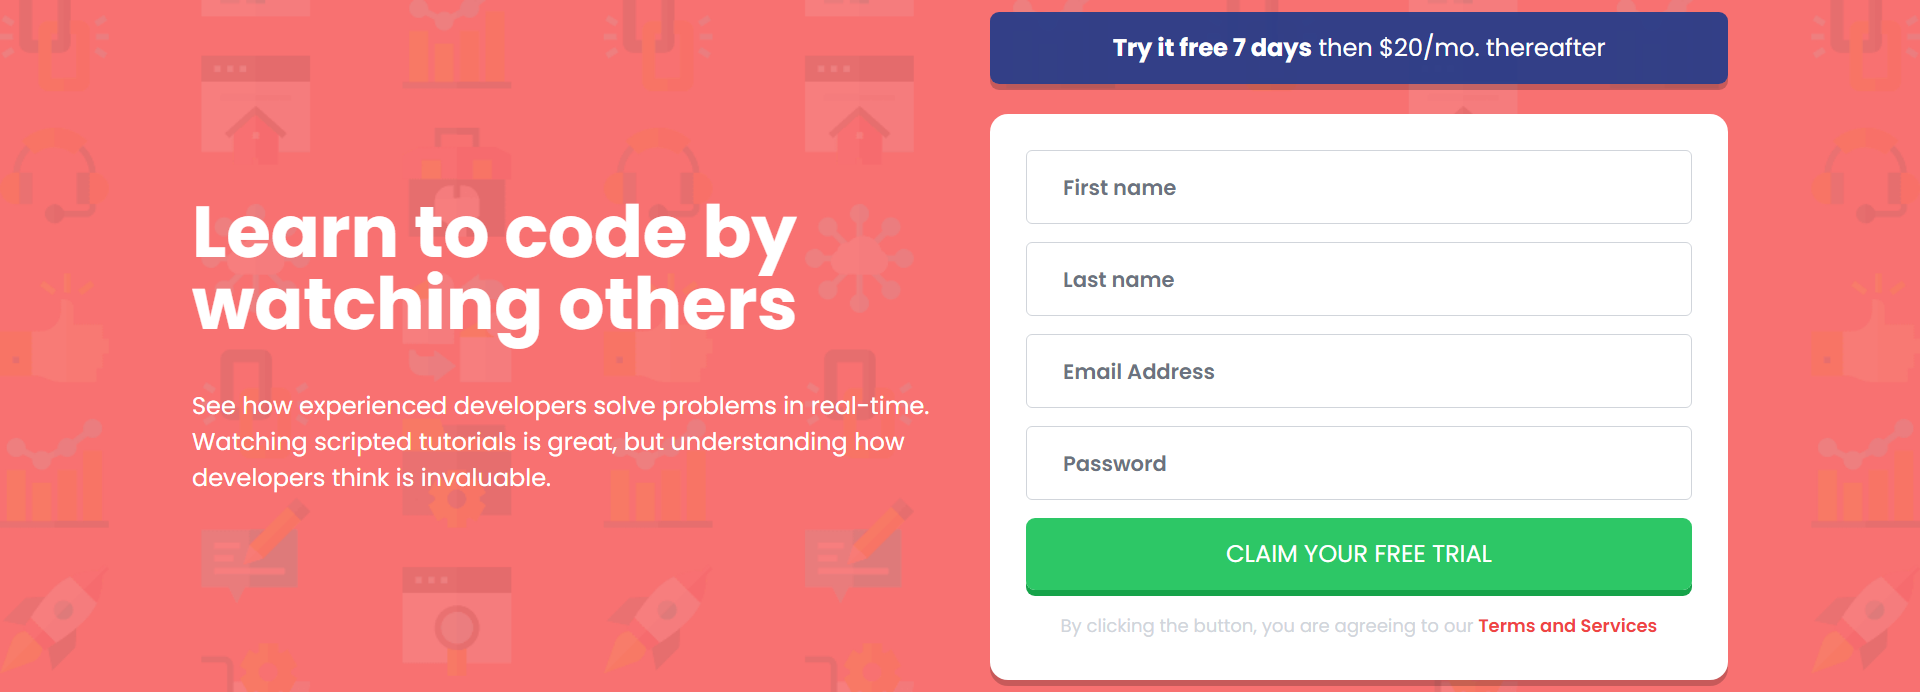 Learn to code by
watching others
See how experienced developers solve problems in real-time.
Watching scripted tutorials is great, but understanding how
developers think is invaluable.
Try it free 7 days then $20/mo. thereafter
First name
Last name
Email Address
Password
CLAIM YOUR FREE TRIAL
By clicking the button, you are agreeing to our Terms and Services